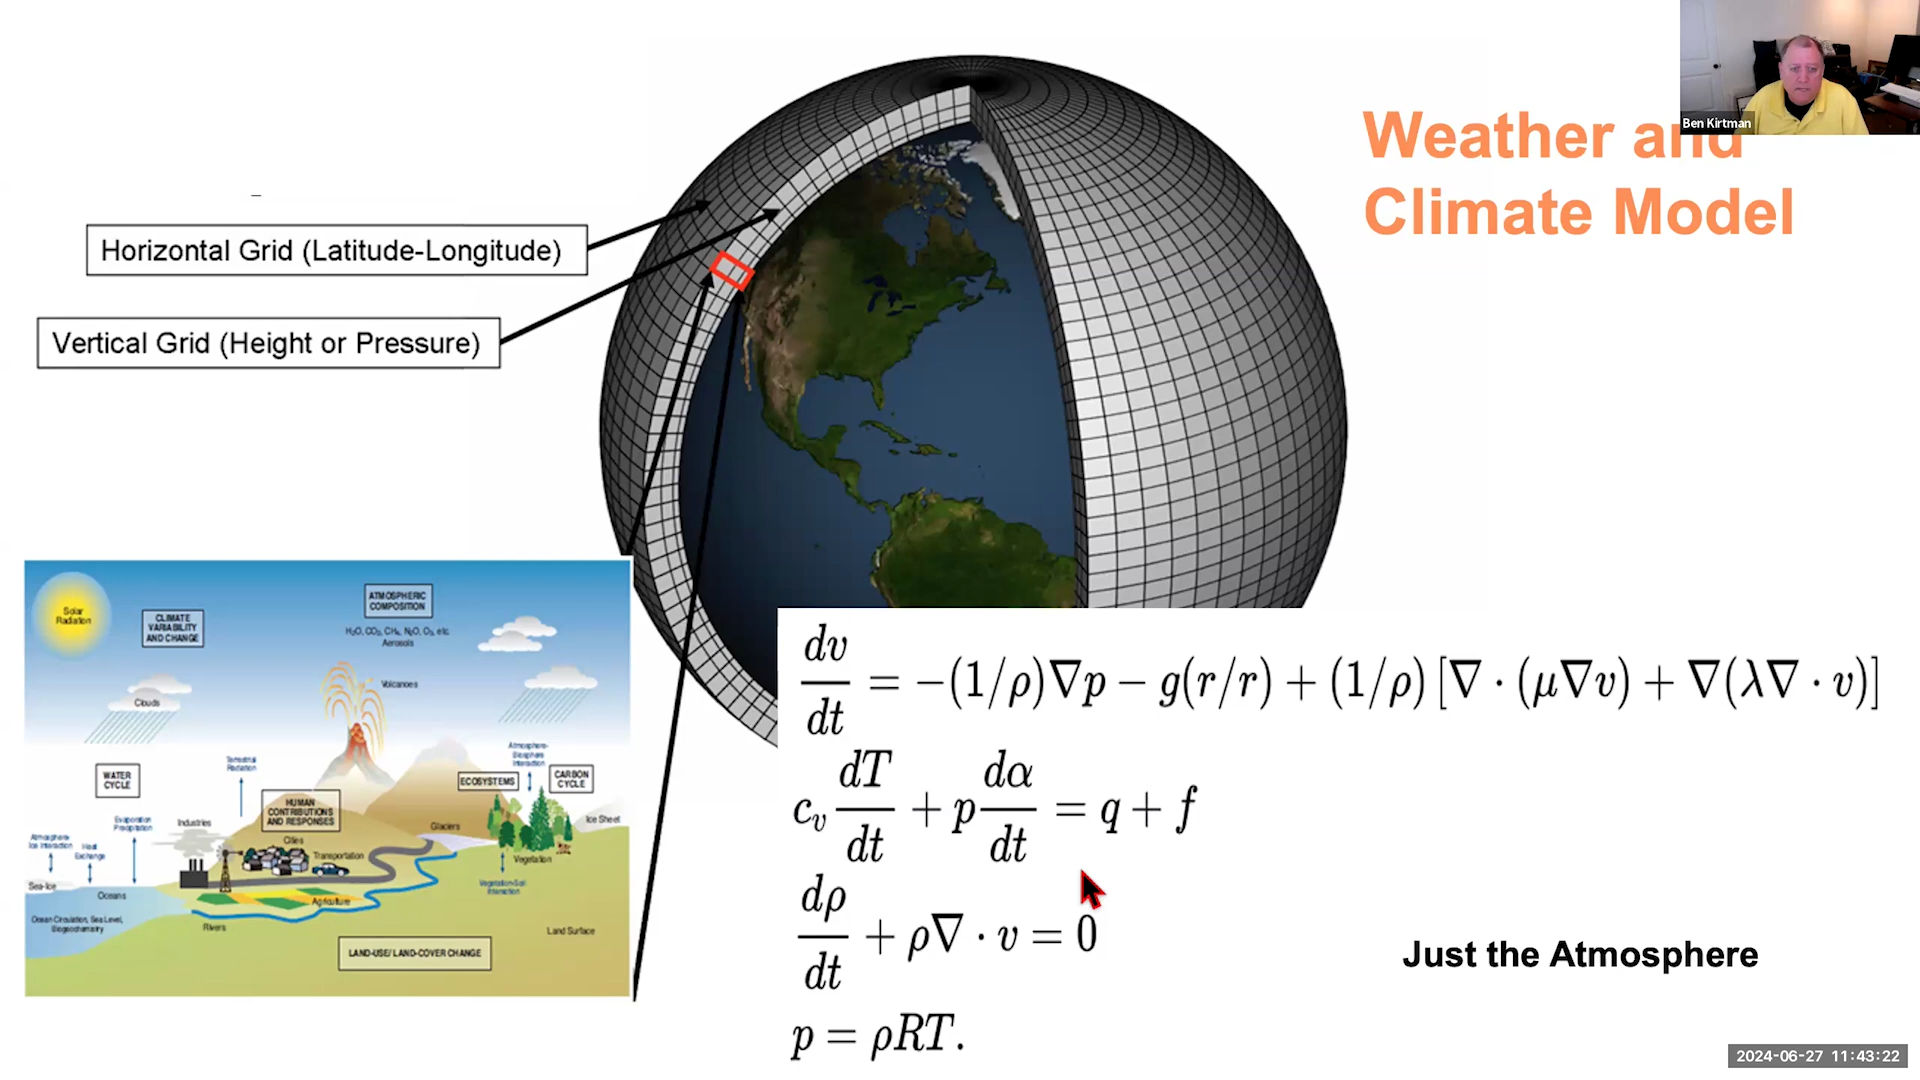 Ben Kirtman
Weather and
Climate Model
Horizontal Grid (Latitude-Longitude)
Vertical Grid (Height or Pressure)
Solar
Radiation
CLIMATE
VARIABILITY
AND CHANGE
ATMOSPHERIC
COMPOSITION
H₂O, CO₂, CH₄, N₂O, O₃, etc.
Aerosols
Volcanoes
Clouds
Atmosphere-
Biosphere
Interaction
Terrestrial
Radiation
WATER
CYCLE
ECOSYSTEMS
CARBON
CYCLE
HUMAN
CONTRIBUTIONS
AND RESPONSES
Evaporation
Precipitation
Industries
Cities
Glaciers
Ice Sheet
Atmosphere-
Ice Interaction
Heat
Exchange
Transportation
Vegetation
Sea-Ice
Oceans
Agriculture
Vegetation-Soil
Interaction
Ocean Circulation, Sea Level,
Biogeochemistry
Rivers
Land Surface
LAND-USE/ LAND-COVER CHANGE
dv/dt = −(1/ρ)∇p − g(r/r) + (1/ρ) [∇ · (μ∇v) + ∇(λ∇ · v)]
c_v dT/dt + p dα/dt = q + f
dρ/dt + ρ∇ · v = 0
p = ρRT.
Just the Atmosphere
2024-06-27 11:43:22